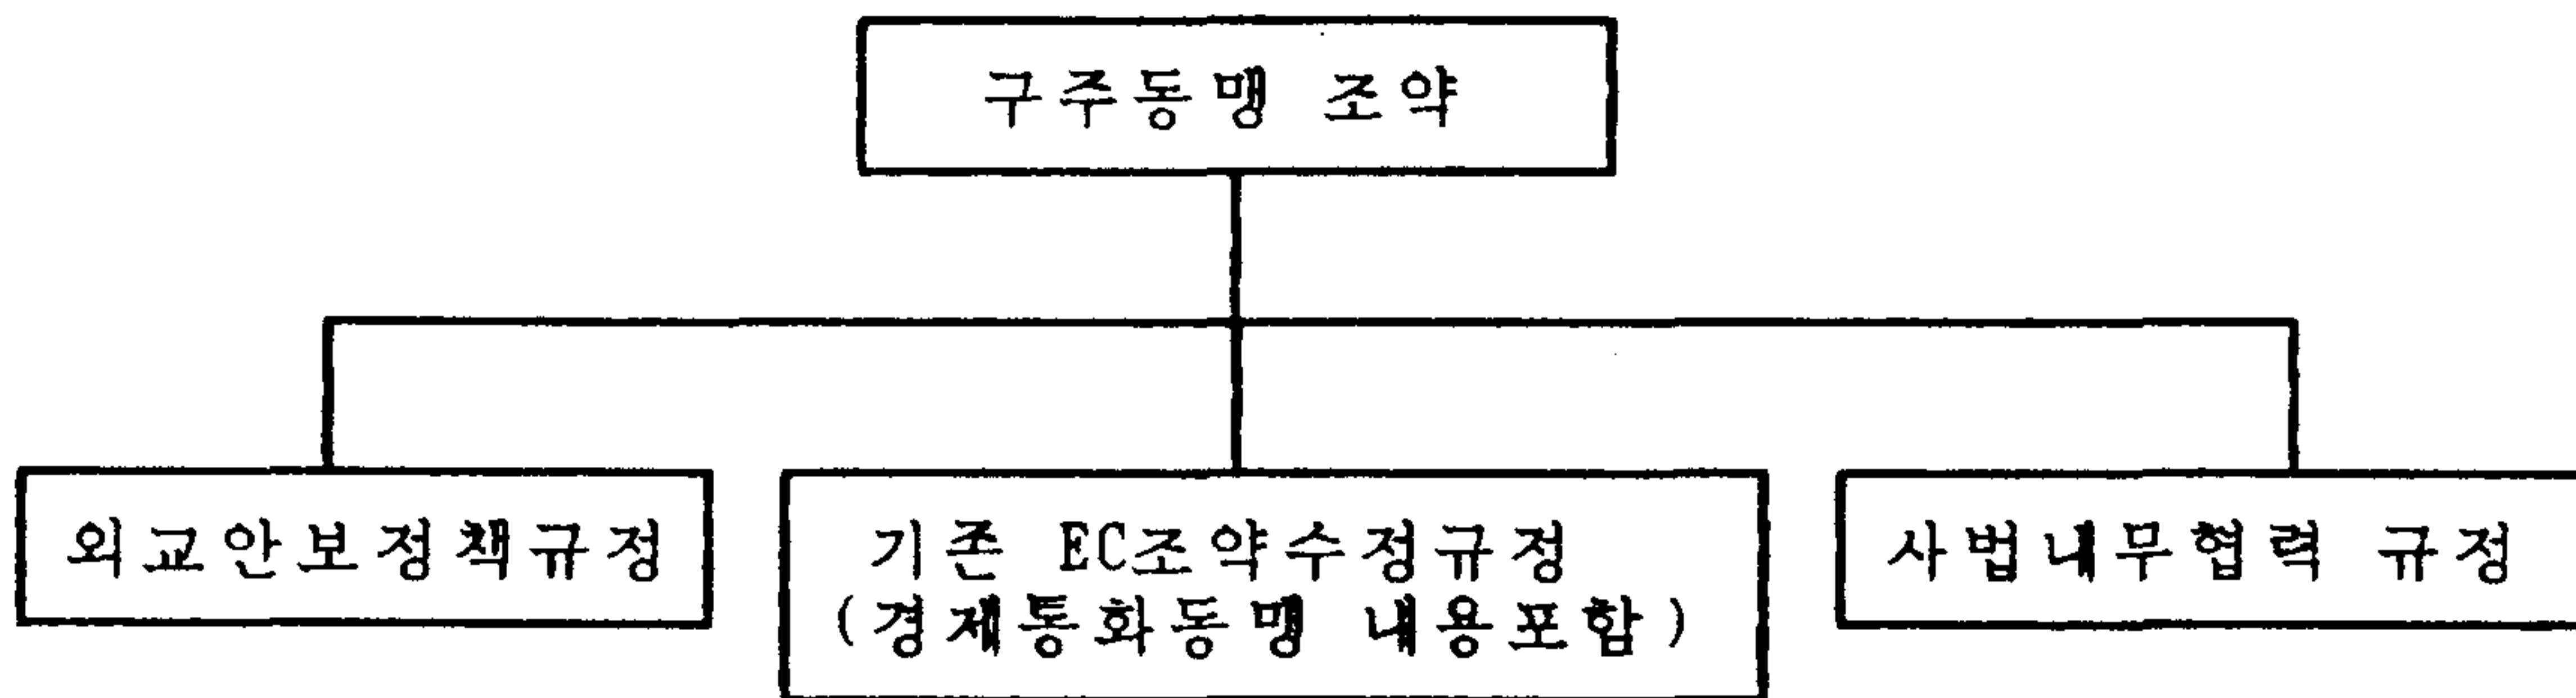 구주동맹 조약
외교안보정책규정
기존 EC조약수정규정
(경제통화동맹 내용포함)
사법내무협력 규정